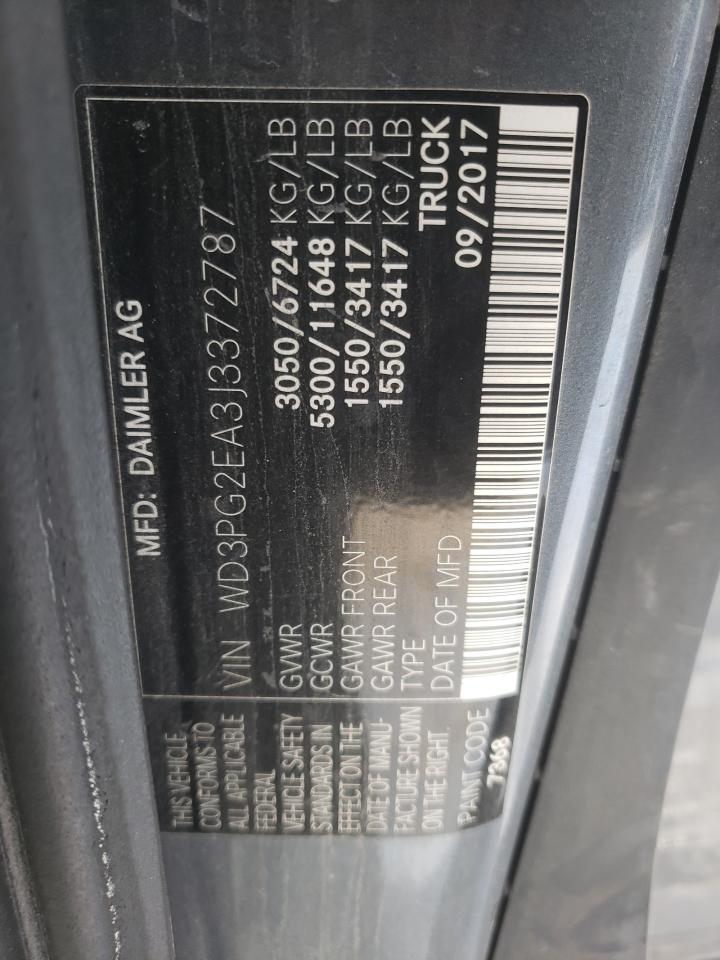 MFD: DAIMLER AG
VIN WD3PG2EA3J3372787
GVWR 3050/6724 KG/LB
GCWR 5300/11648 KG/LB
GAWR FRONT 1550/3417 KG/LB
GAWR REAR 1550/3417 KG/LB
TYPE TRUCK
DATE OF MFD 09/2017
THIS VEHICLE
CONFORMS TO
ALL APPLICABLE
FEDERAL
VEHICLE SAFETY
STANDARDS IN
EFFECT ON THE
DATE OF MANU-
FACTURE SHOWN
ON THE RIGHT.
PAINT CODE
7368